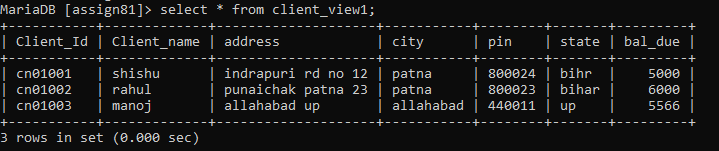 MariaDB [assign81]> select * from client_view1;
+-----------+-------------+-------------------+-----------+--------+-------+---------+
| Client_Id | Client_name | address           | city      | pin    | state | bal_due |
+-----------+-------------+-------------------+-----------+--------+-------+---------+
| cn01001   | shishu      | indrapuri rd no 12 | patna     | 800024 | bihr  |    5000 |
| cn01002   | rahul       | punaichak patna 23 | patna     | 800023 | bihar |    6000 |
| cn01003   | manoj       | allahabad up      | allahabad | 440011 | up    |    5566 |
+-----------+-------------+-------------------+-----------+--------+-------+---------+
3 rows in set (0.000 sec)